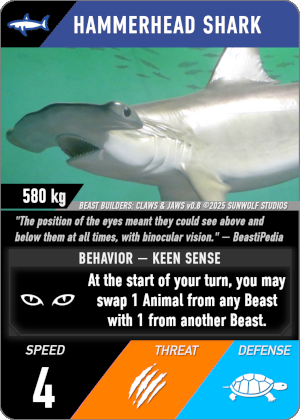 HAMMERHEAD SHARK
580 kg
BEAST BUILDERS: CLAWS & JAWS v0.8 ©2025 SUNWOLF STUDIOS
"The position of the eyes meant they could see above and
below them at all times, with binocular vision." — BeastiPedia
BEHAVIOR — KEEN SENSE
At the start of your turn, you may
swap 1 Animal from any Beast
with 1 from another Beast.
SPEED
THREAT
DEFENSE
4